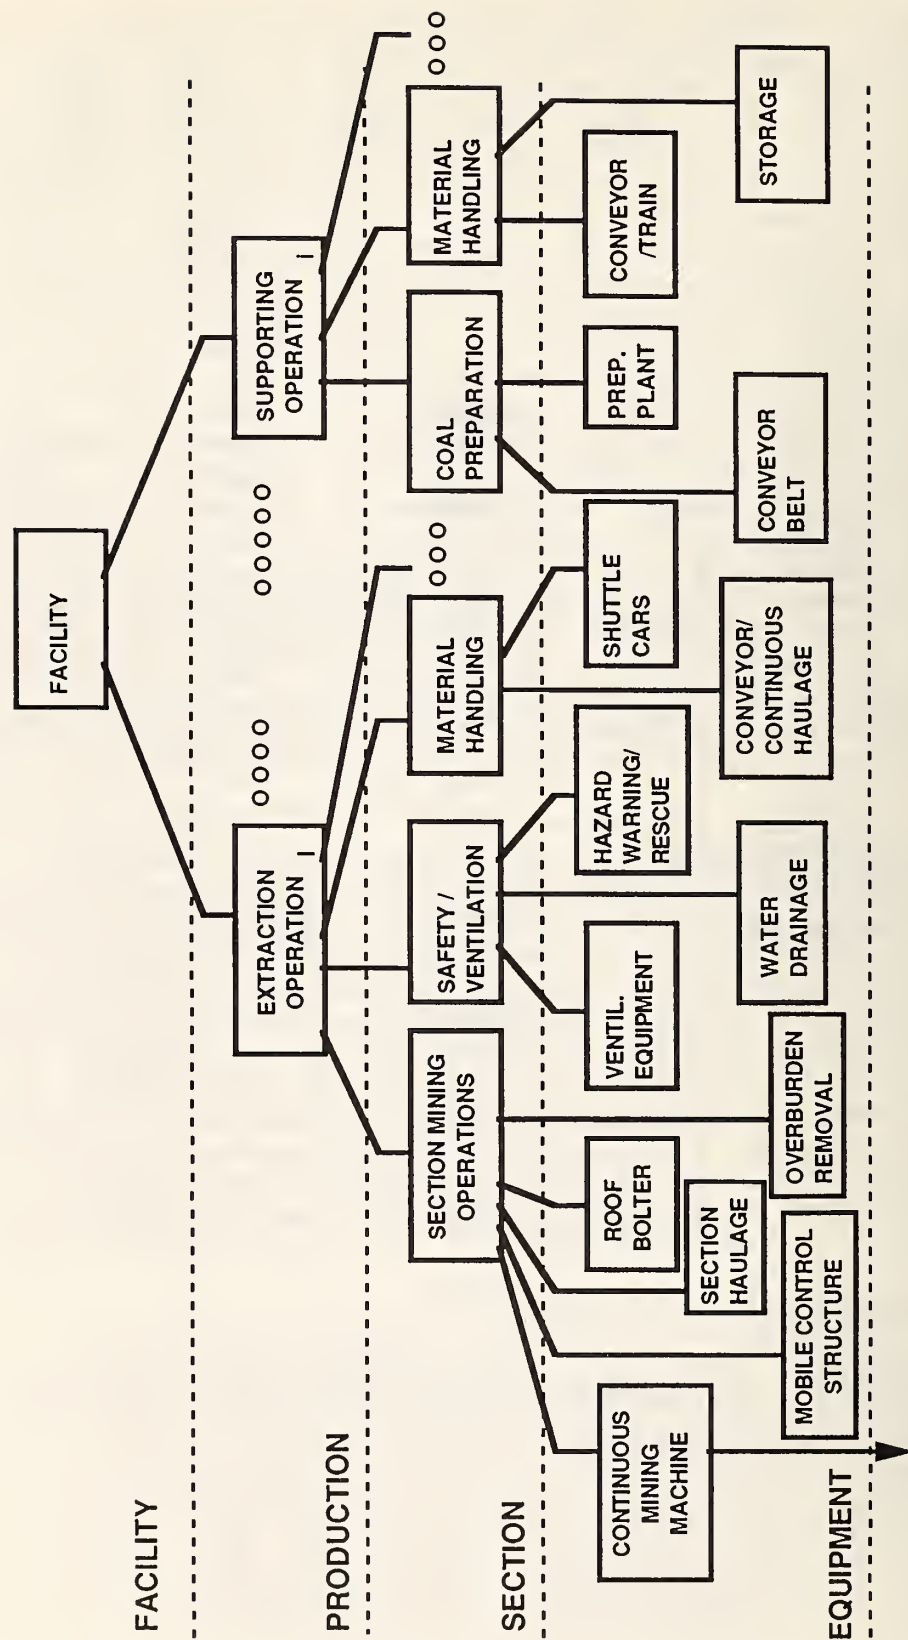 FACILITY
FACILITY
PRODUCTION
EXTRACTION
OPERATION
I
SUPPORTING
OPERATION
i
SECTION
SECTION MINING
OPERATIONS
SAFETY /
VENTILATION
MATERIAL
HANDLING
COAL
PREPARATION
MATERIAL
HANDLING
EQUIPMENT
CONTINUOUS
MINING
MACHINE
MOBILE CONTROL
STRUCTURE
SECTION
HAULAGE
ROOF
BOLTER
OVERBURDEN
REMOVAL
VENTIL.
EQUIPMENT
WATER
DRAINAGE
HAZARD
WARNING/
RESCUE
CONVEYOR/
CONTINUOUS
HAULAGE
SHUTTLE
CARS
CONVEYOR
BELT
PREP.
PLANT
CONVEYOR
/TRAIN
STORAGE